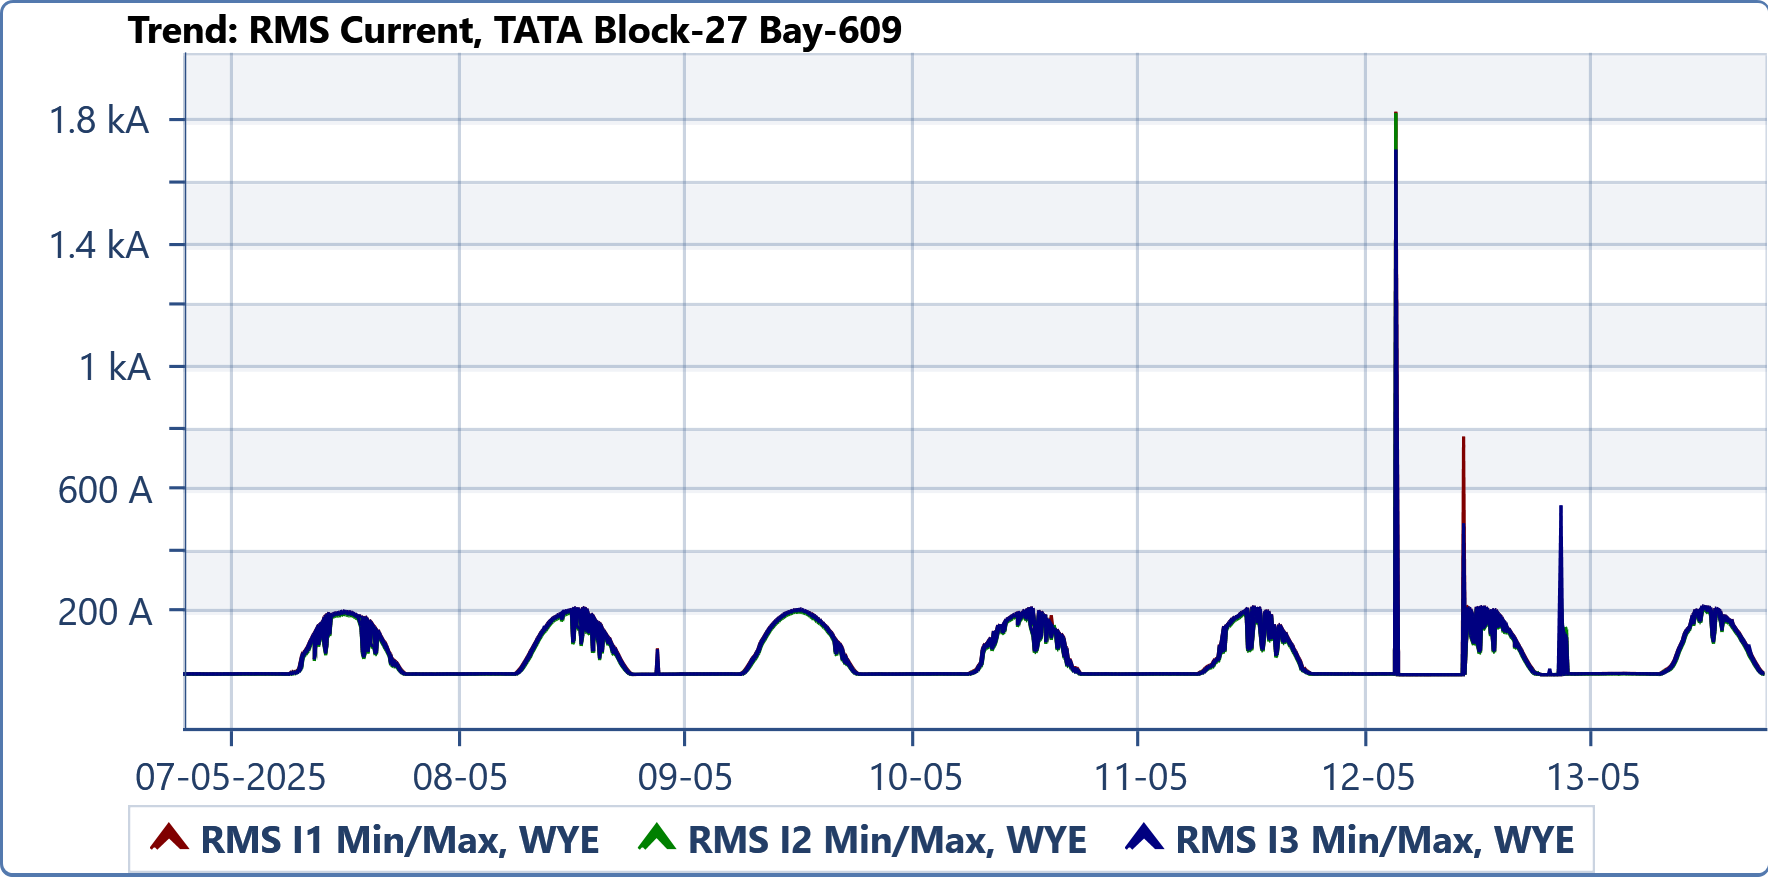 Trend: RMS Current, TATA Block-27 Bay-609
1.8 kA
1.4 kA
1 kA
600 A
200 A
07-05-2025 08-05 09-05 10-05 11-05 12-05 13-05
RMS I1 Min/Max, WYE RMS I2 Min/Max, WYE RMS I3 Min/Max, WYE